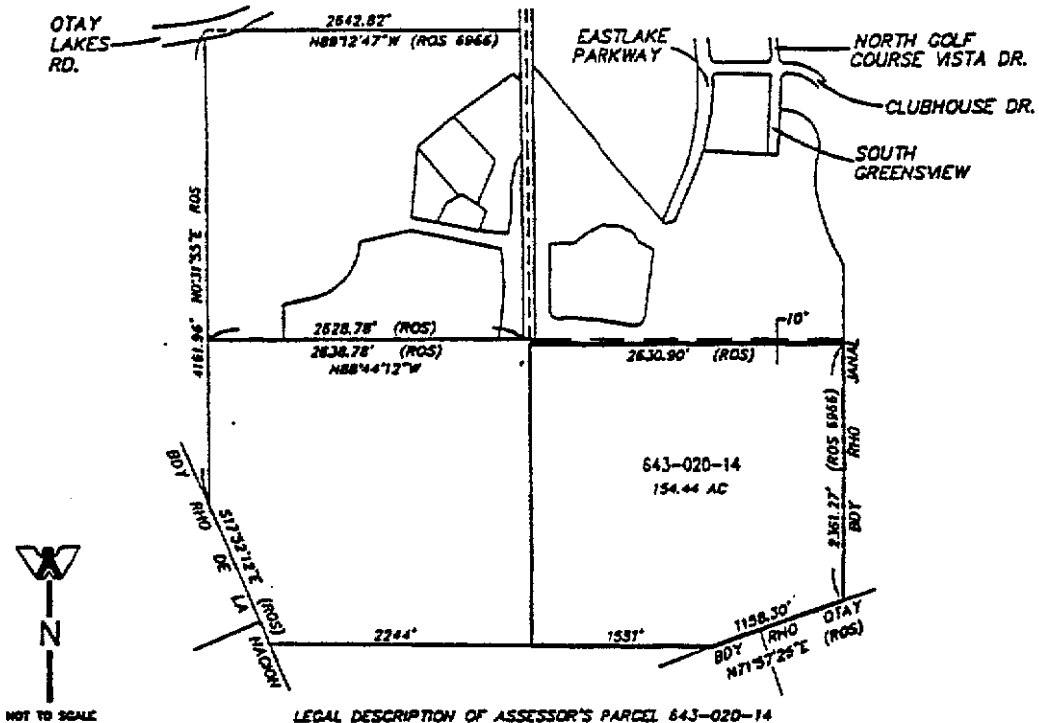 OTAY
LAKES
RD.
2642.82'
N89°12'47"W (ROS 6966)
EASTLAKE
PARKWAY
NORTH GOLF
COURSE VISTA DR.
CLUBHOUSE DR.
SOUTH
GREENSVIEW
4161.96' N0°31'55"E ROS
2628.78' (ROS)
2638.78' (ROS)
N88°44'12"W
10'
2630.90' (ROS)
643-020-14
154.44 AC
2361.27' (ROS 6966)
BDY RHO JANAL
BDY RHO DE LA NACION
S17°52'12"E (ROS)
2244'
1531'
1158.30'
BDY RHO OTAY
N71°57'25"E (ROS)
N
NOT TO SCALE
LEGAL DESCRIPTION OF ASSESSOR'S PARCEL 643-020-14